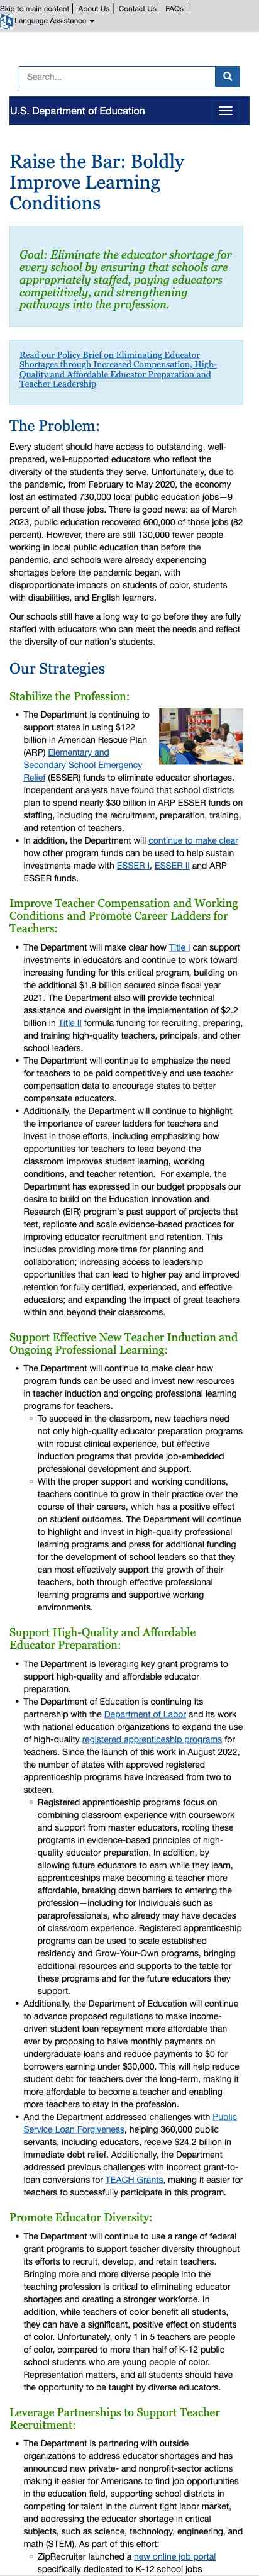 Skip to main content | About Us | Contact Us | FAQs |
Language Assistance
Search...
U.S. Department of Education
Raise the Bar: Boldly
Improve Learning
Conditions
Goal: Eliminate the educator shortage for
every school by ensuring that schools are
appropriately staffed, paying educators
competitively, and strengthening
pathways into the profession.
Read our Policy Brief on Eliminating Educator
Shortages through Increased Compensation, High-
Quality and Affordable Educator Preparation and
Teacher Leadership
The Problem:
Every student should have access to outstanding, well-
prepared, well-supported educators who reflect the
diversity of the students they serve. Unfortunately, due to
the pandemic, from February to May 2020, the economy
lost an estimated 730,000 local public education jobs—9
percent of all those jobs. There is good news: as of March
2023, public education recovered 600,000 of those jobs (82
percent). However, there are still 130,000 fewer people
working in local public education than before the
pandemic, and schools were already experiencing
shortages before the pandemic began, with
disproportionate impacts on students of color, students
with disabilities, and English learners.
Our schools still have a long way to go before they are fully
staffed with educators who can meet the needs and reflect
the diversity of our nation's students.
Our Strategies
Stabilize the Profession:
• The Department is continuing to
support states in using $122
billion in American Rescue Plan
(ARP) Elementary and
Secondary School Emergency
Relief (ESSER) funds to eliminate educator shortages.
Independent analysts have found that school districts
plan to spend nearly $30 billion in ARP ESSER funds on
staffing, including the recruitment, preparation, training,
and retention of teachers.
• In addition, the Department will continue to make clear
how other program funds can be used to help sustain
investments made with ESSER I, ESSER II and ARP
ESSER funds.
Improve Teacher Compensation and Working
Conditions and Promote Career Ladders for
Teachers:
• The Department will make clear how Title I can support
investments in educators and continue to work toward
increasing funding for this critical program, building on
the additional $1.9 billion secured since fiscal year
2021. The Department also will provide technical
assistance and oversight in the implementation of $2.2
billion in Title II formula funding for recruiting, preparing,
and training high-quality teachers, principals, and other
school leaders.
• The Department will continue to emphasize the need
for teachers to be paid competitively and use teacher
compensation data to encourage states to better
compensate educators.
• Additionally, the Department will continue to highlight
the importance of career ladders for teachers and
invest in those efforts, including emphasizing how
opportunities for teachers to lead beyond the
classroom improves student learning, working
conditions, and teacher retention. For example, the
Department has expressed in our budget proposals our
desire to build on the Education Innovation and
Research (EIR) program's past support of projects that
test, replicate and scale evidence-based practices for
improving educator recruitment and retention. This
includes providing more time for planning and
collaboration; increasing access to leadership
opportunities that can lead to higher pay and improved
retention for fully certified, experienced, and effective
educators; and expanding the impact of great teachers
within and beyond their classrooms.
Support Effective New Teacher Induction and
Ongoing Professional Learning:
• The Department will continue to make clear how
program funds can be used and invest new resources
in teacher induction and ongoing professional learning
programs for teachers.
○ To succeed in the classroom, new teachers need
not only high-quality educator preparation programs
with robust clinical experience, but effective
induction programs that provide job-embedded
professional development and support.
○ With the proper support and working conditions,
teachers continue to grow in their practice over the
course of their careers, which has a positive effect
on student outcomes. The Department will continue
to highlight and invest in high-quality professional
learning programs and press for additional funding
for the development of school leaders so that they
can most effectively support the growth of their
teachers, both through effective professional
learning programs and supportive working
environments.
Support High-Quality and Affordable
Educator Preparation:
• The Department is leveraging key grant programs to
support high-quality and affordable educator
preparation.
• The Department of Education is continuing its
partnership with the Department of Labor and its work
with national education organizations to expand the use
of high-quality registered apprenticeship programs for
teachers. Since the launch of this work in August 2022,
the number of states with approved registered
apprenticeship programs have increased from two to
sixteen.
○ Registered apprenticeship programs focus on
combining classroom experience with coursework
and support from master educators, rooting these
programs in evidence-based principles of high-
quality educator preparation. In addition, by
allowing future educators to earn while they learn,
apprenticeships make becoming a teacher more
affordable, breaking down barriers to entering the
profession—including for individuals such as
paraprofessionals, who already may have decades
of classroom experience. Registered apprenticeship
programs can be used to scale established
residency and Grow-Your-Own programs, bringing
additional resources and supports to the table for
these programs and for the future educators they
support.
• Additionally, the Department of Education will continue
to advance proposed regulations to make income-
driven student loan repayment more affordable than
ever by proposing to halve monthly payments on
undergraduate loans and reduce payments to $0 for
borrowers earning under $30,000. This will help reduce
student debt for teachers over the long-term, making it
more affordable to become a teacher and enabling
more teachers to stay in the profession.
• And the Department addressed challenges with Public
Service Loan Forgiveness, helping 360,000 public
servants, including educators, receive $24.2 billion in
immediate debt relief. Additionally, the Department
addressed previous challenges with incorrect grant-to-
loan conversions for TEACH Grants, making it easier for
teachers to successfully participate in this program.
Promote Educator Diversity:
• The Department will continue to use a range of federal
grant programs to support teacher diversity throughout
its efforts to recruit, develop, and retain teachers.
Bringing more and more diverse people into the
teaching profession is critical to eliminating educator
shortages and creating a stronger workforce. In
addition, while teachers of color benefit all students,
they can have a significant, positive effect on students
of color. Unfortunately, only 1 in 5 teachers are people
of color, compared to more than half of K-12 public
school students who are young people of color.
Representation matters, and all students should have
the opportunity to be taught by diverse educators.
Leverage Partnerships to Support Teacher
Recruitment:
• The Department is partnering with outside
organizations to address educator shortages and has
announced new private- and nonprofit-sector actions
making it easier for Americans to find job opportunities
in the education field, supporting school districts in
competing for talent in the current tight labor market,
and addressing the educator shortage in critical
subjects, such as science, technology, engineering, and
math (STEM). As part of this effort:
○ ZipRecruiter launched a new online job portal
specifically dedicated to K-12 school jobs